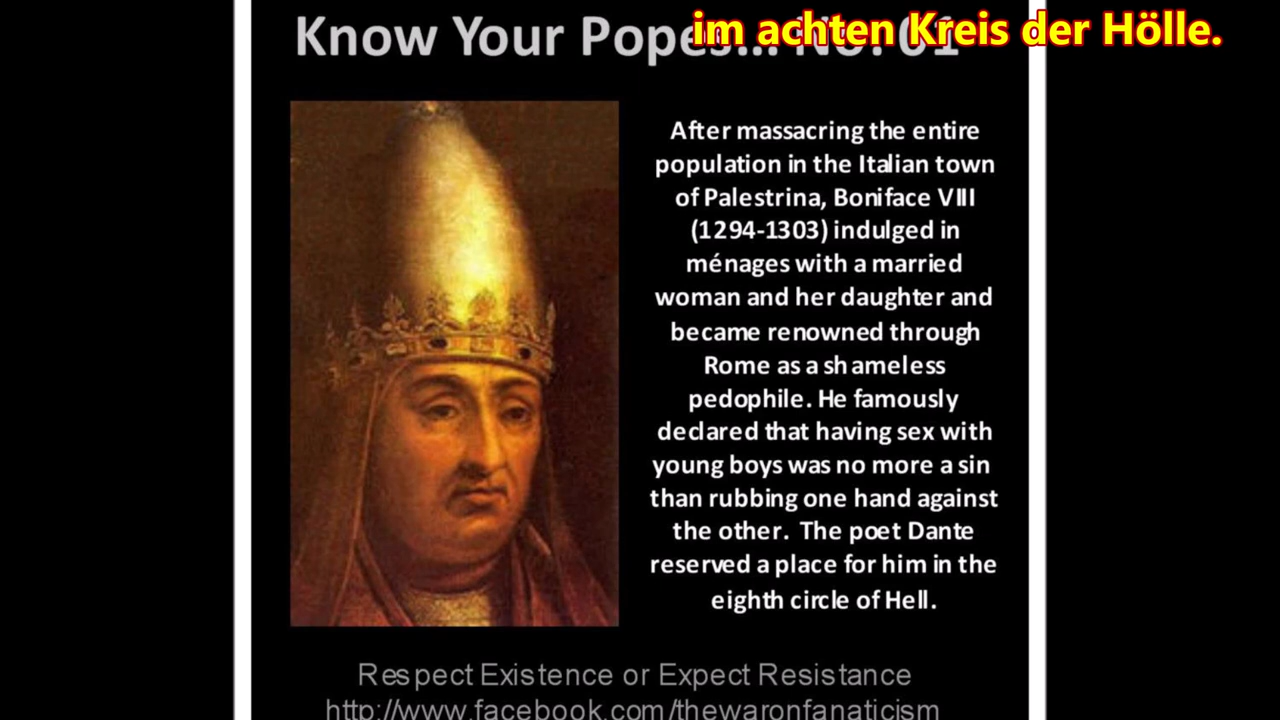 im achten Kreis der Hölle.
Know Your Popes... No. 01
After massacring the entire
population in the Italian town
of Palestrina, Boniface VIII
(1294-1303) indulged in
ménages with a married
woman and her daughter and
became renowned through
Rome as a shameless
pedophile. He famously
declared that having sex with
young boys was no more a sin
than rubbing one hand against
the other. The poet Dante
reserved a place for him in the
eighth circle of Hell.
Respect Existence or Expect Resistance
http://www.facebook.com/thewaronfanaticism